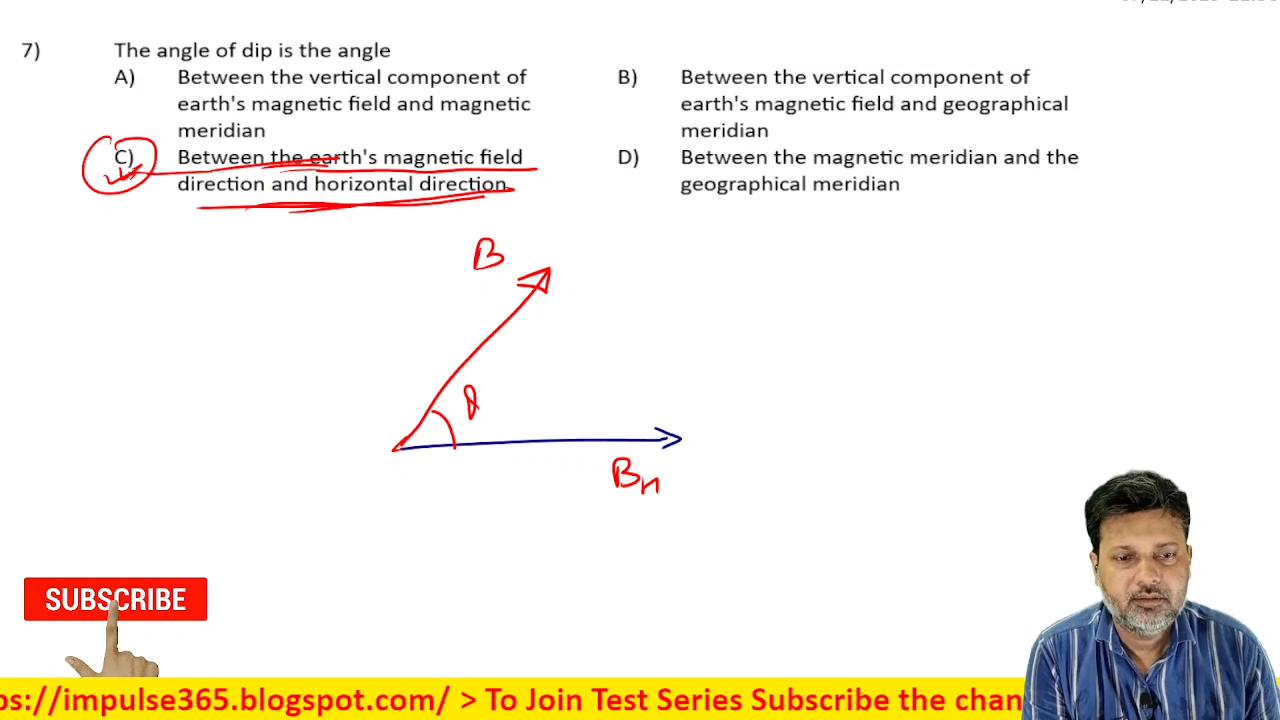 7) The angle of dip is the angle
A) Between the vertical component of
earth's magnetic field and magnetic
meridian
B) Between the vertical component of
earth's magnetic field and geographical
meridian
C) Between the earth's magnetic field
direction and horizontal direction
D) Between the magnetic meridian and the
geographical meridian
B
B
SUBSCRIBE
ps://impulse365.blogspot.com/ > To Join Test Series Subscribe the chan